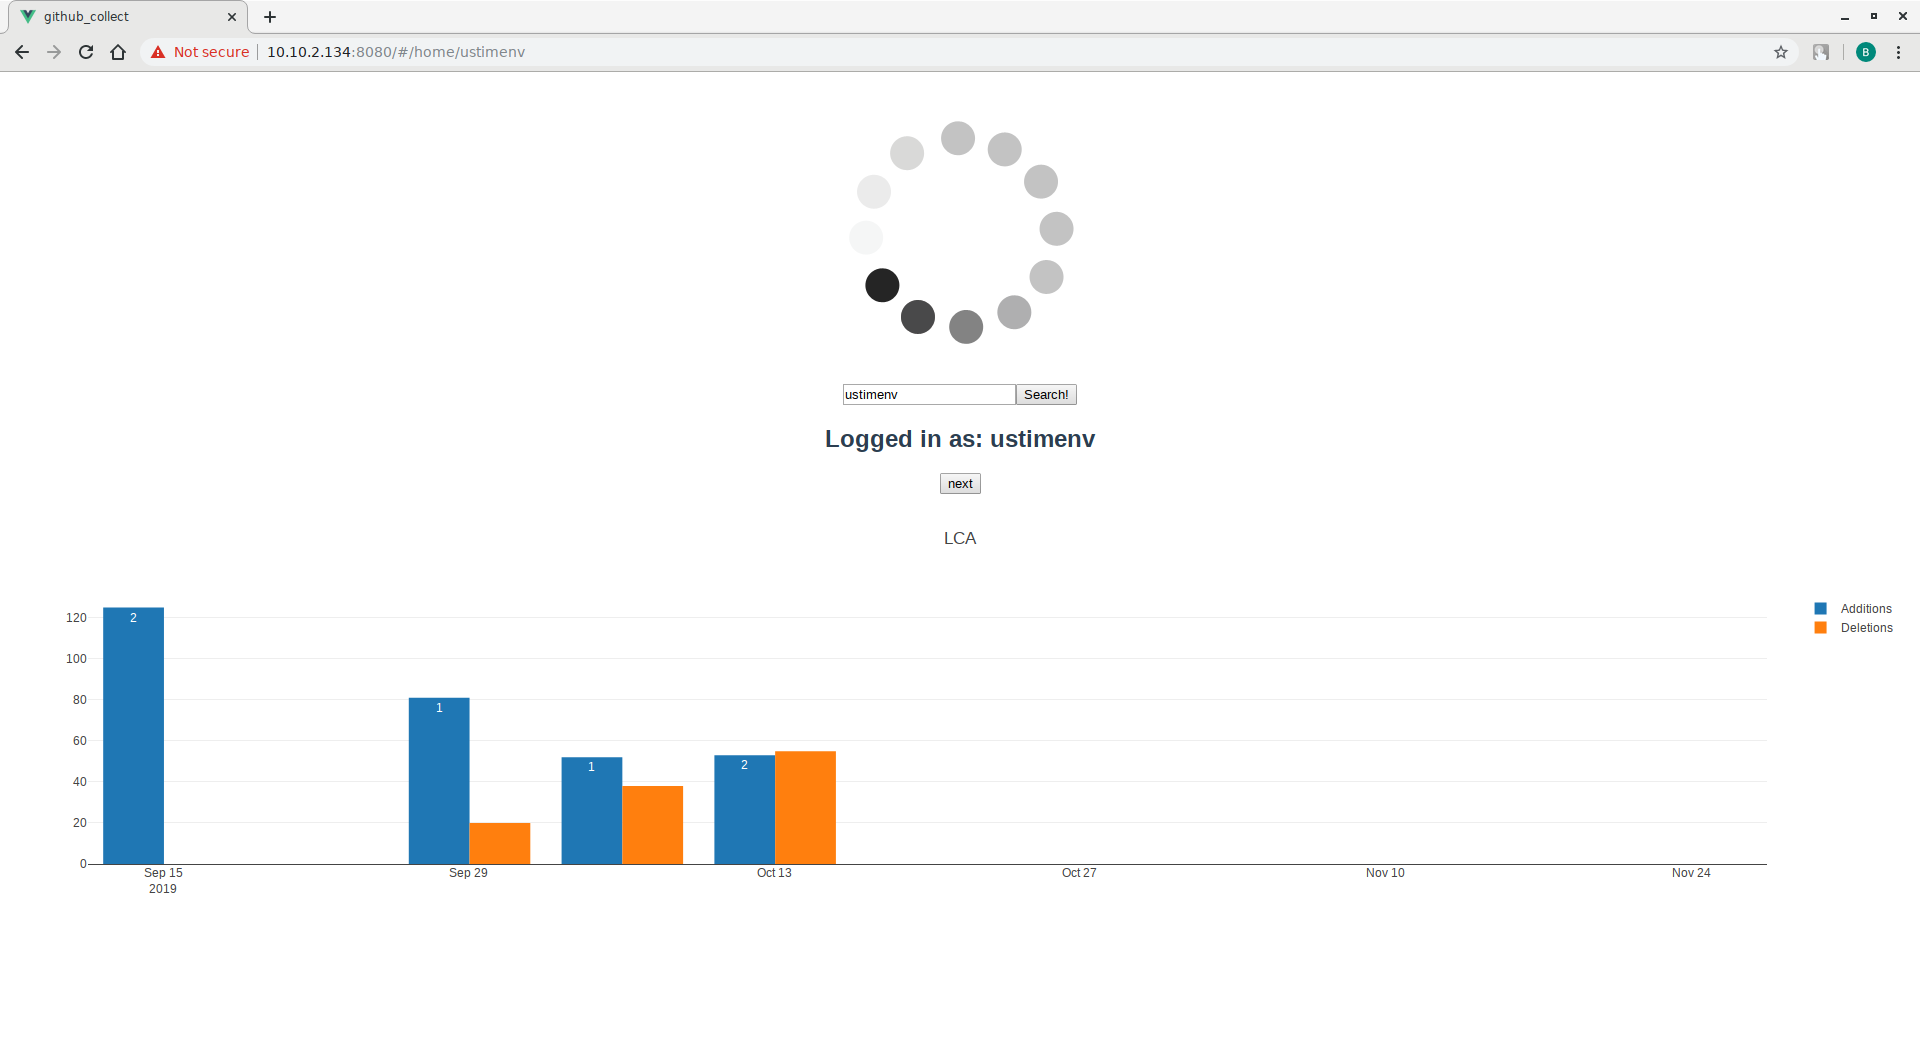 github_collect
Not secure 10.10.2.134:8080/#/home/ustimenv
B
ustimenv Search!
Logged in as: ustimenv
next
LCA
120
100
80
60
40
20
0
2
1
1
2
Sep 15 Sep 29 Oct 13 Oct 27 Nov 10 Nov 24
2019
Additions
Deletions